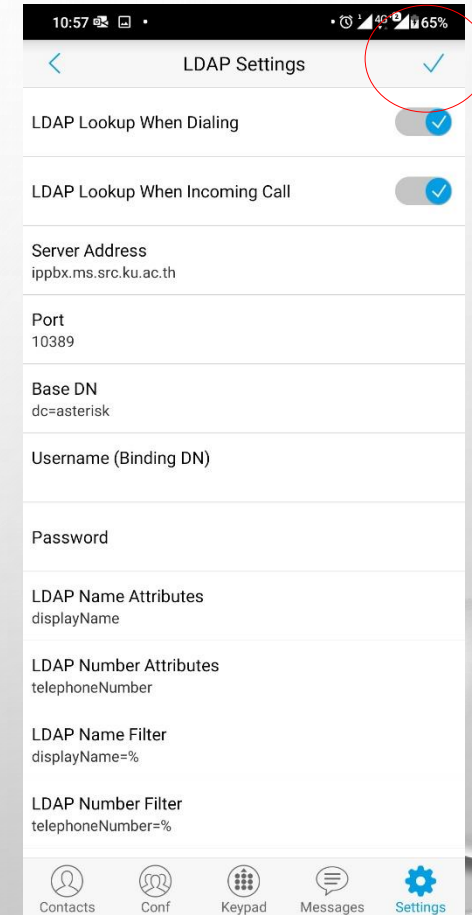 10:57
4G+ 2 65%
LDAP Settings
LDAP Lookup When Dialing
LDAP Lookup When Incoming Call
Server Address
ippbx.ms.src.ku.ac.th
Port
10389
Base DN
dc=asterisk
Username (Binding DN)
Password
LDAP Name Attributes
displayName
LDAP Number Attributes
telephoneNumber
LDAP Name Filter
displayName=%
LDAP Number Filter
telephoneNumber=%
Contacts Conf Keypad Messages Settings